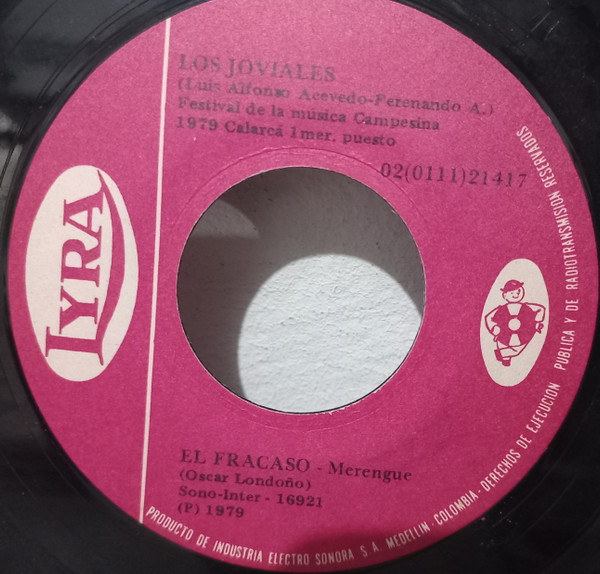 LOS JOVIALES
(Luis Alfonso Acevedo-Ferenando A.)
Festival de la musica Campesina
1979 Calarcá 1mer. puesto
02(0111)21417
LYRA
EL FRACASO - Merengue
(Oscar Londoño)
Sono-Inter - 16921
(P) 1979
PRODUCTO DE INDUSTRIA ELECTRO SONORA S.A. MEDELLIN - COLOMBIA - DERECHOS DE EJECUCION PUBLICA Y DE RADIOTRANSMISION RESERVADOS